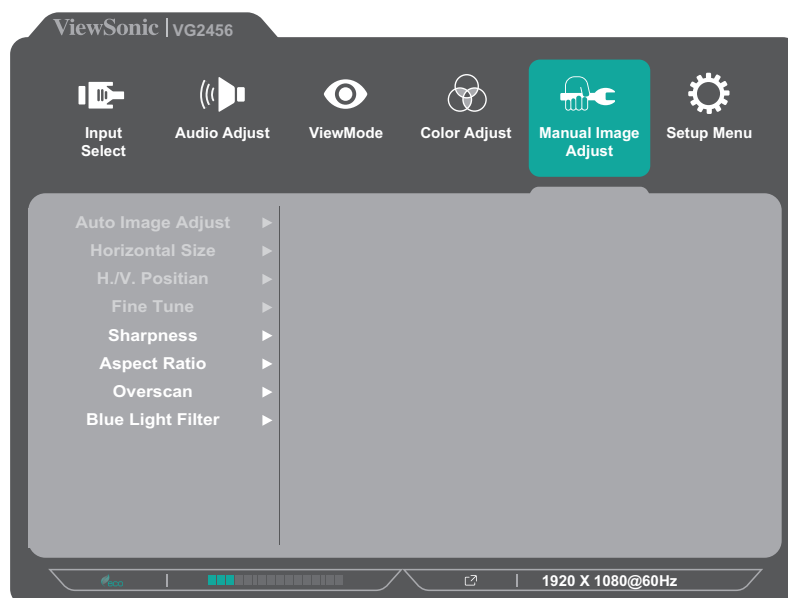 ViewSonic | VG2456
Input
Select
Audio Adjust
ViewMode
Color Adjust
Manual Image
Adjust
Setup Menu
Auto Image Adjust
Horizontal Size
H./V. Positian
Fine Tune
Sharpness
Aspect Ratio
Overscan
Blue Light Filter
eco
1920 X 1080@60Hz